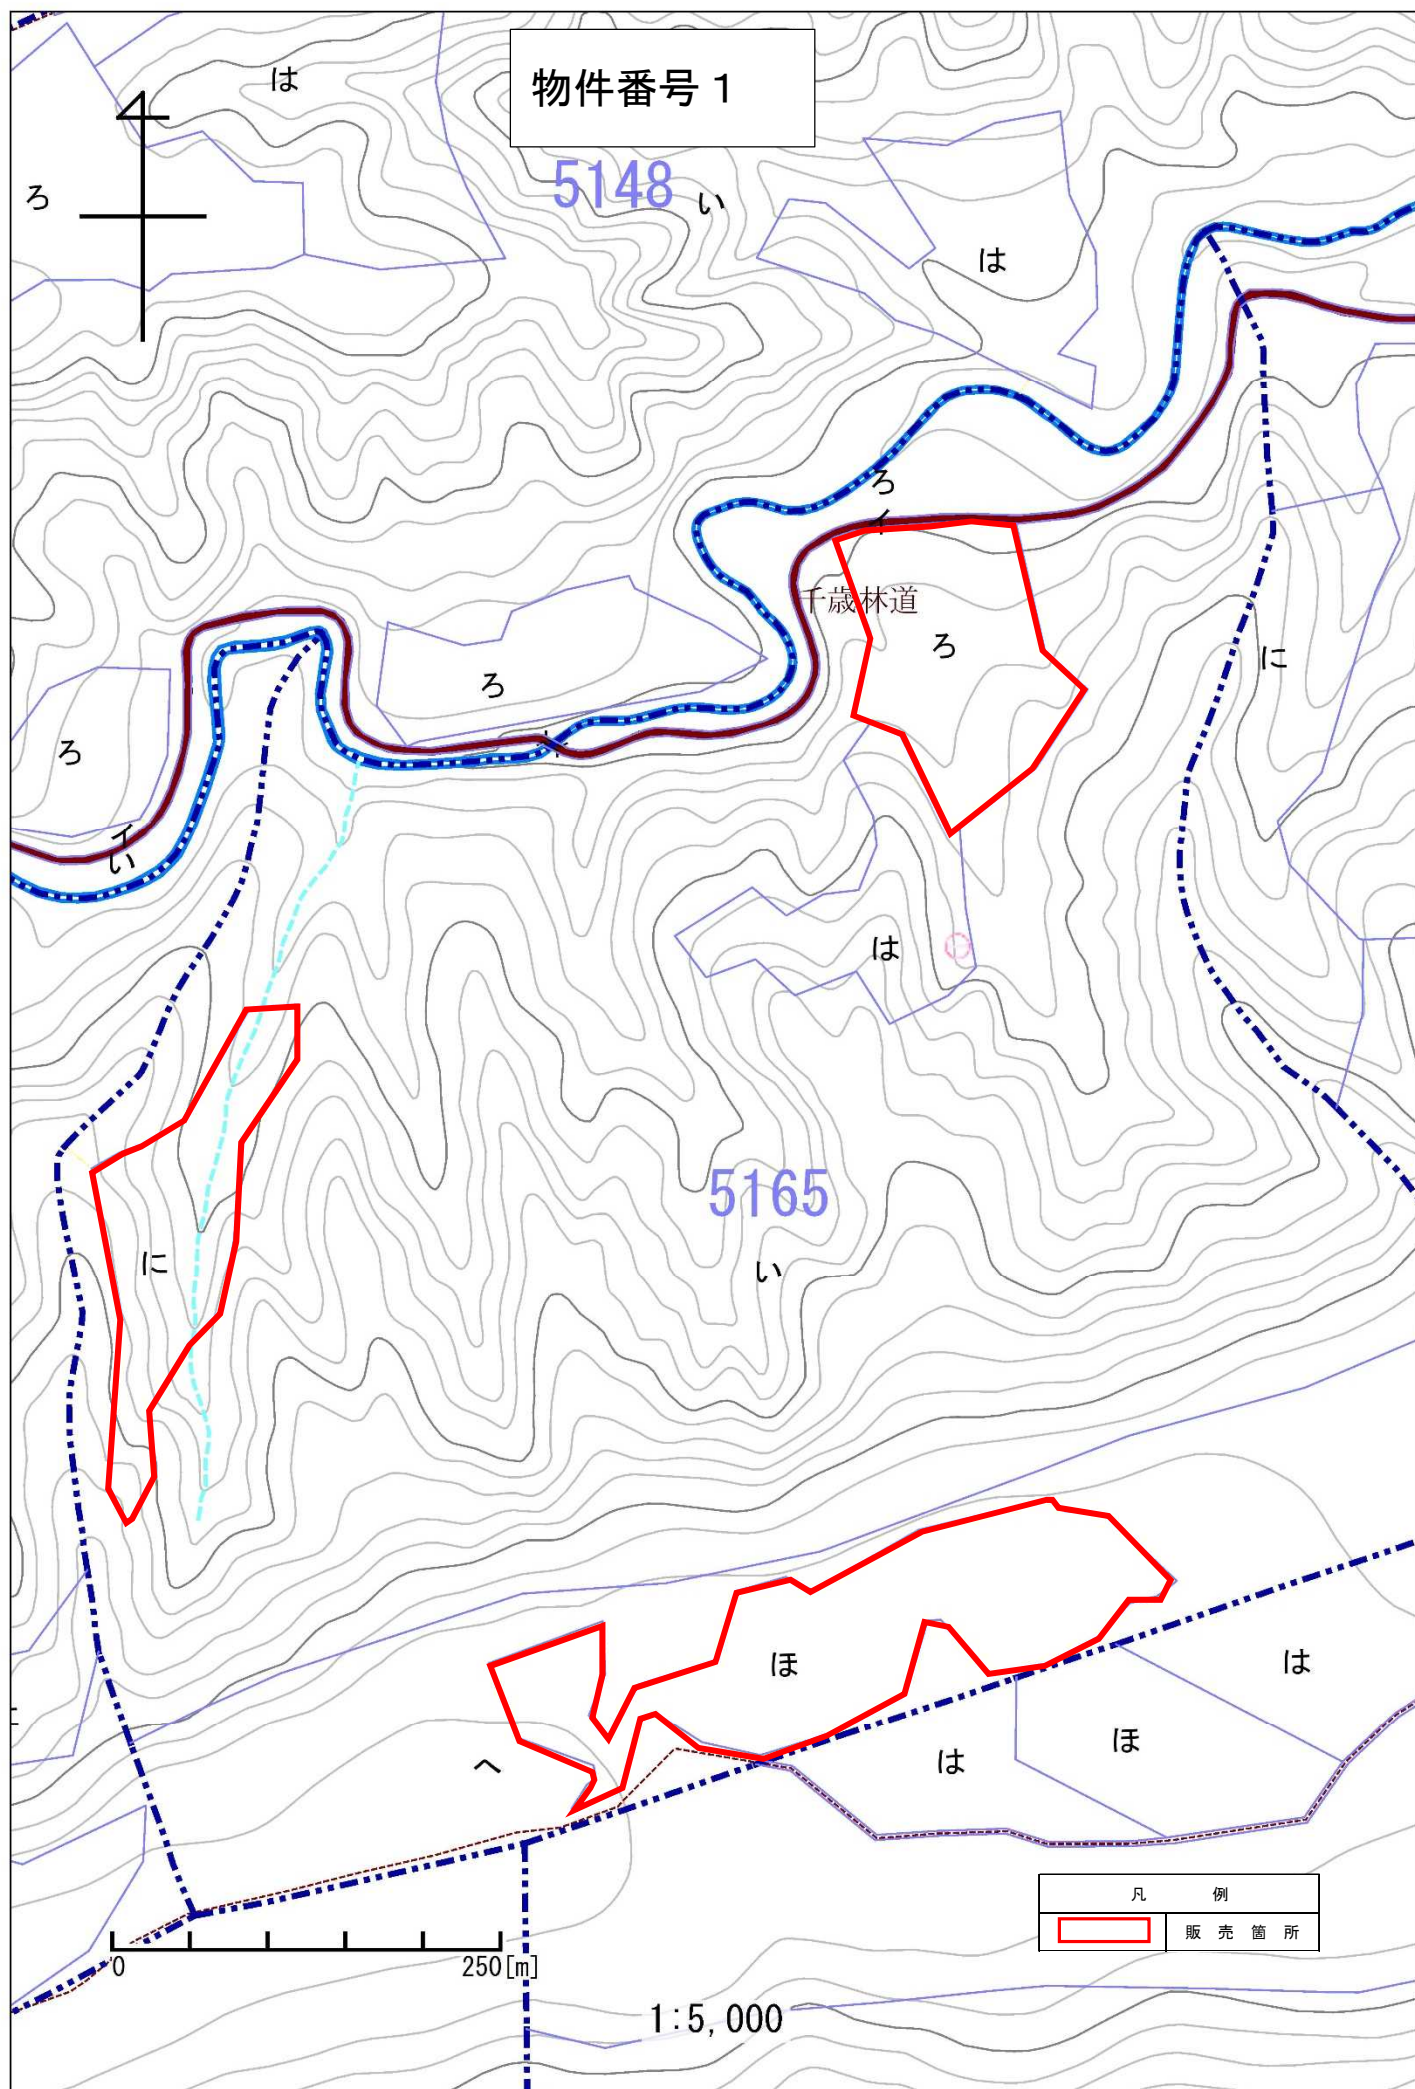 物件番号１
は
5148
ろ
い
は
ろ
イ
千歳林道
ろ
に
ろ
ろ
イ
い
は
5165
い
に
ほ
は
ほ
は
へ
凡 例
販 売 箇 所
0
250[m]
1:5,000